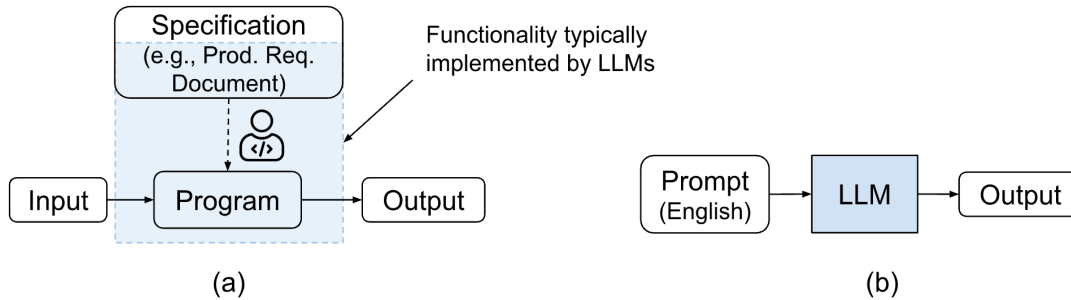 Specification
(e.g., Prod. Req.
Document)
Functionality typically
implemented by LLMs
</>
Input
Program
Output
(a)
Prompt
(English)
LLM
Output
(b)